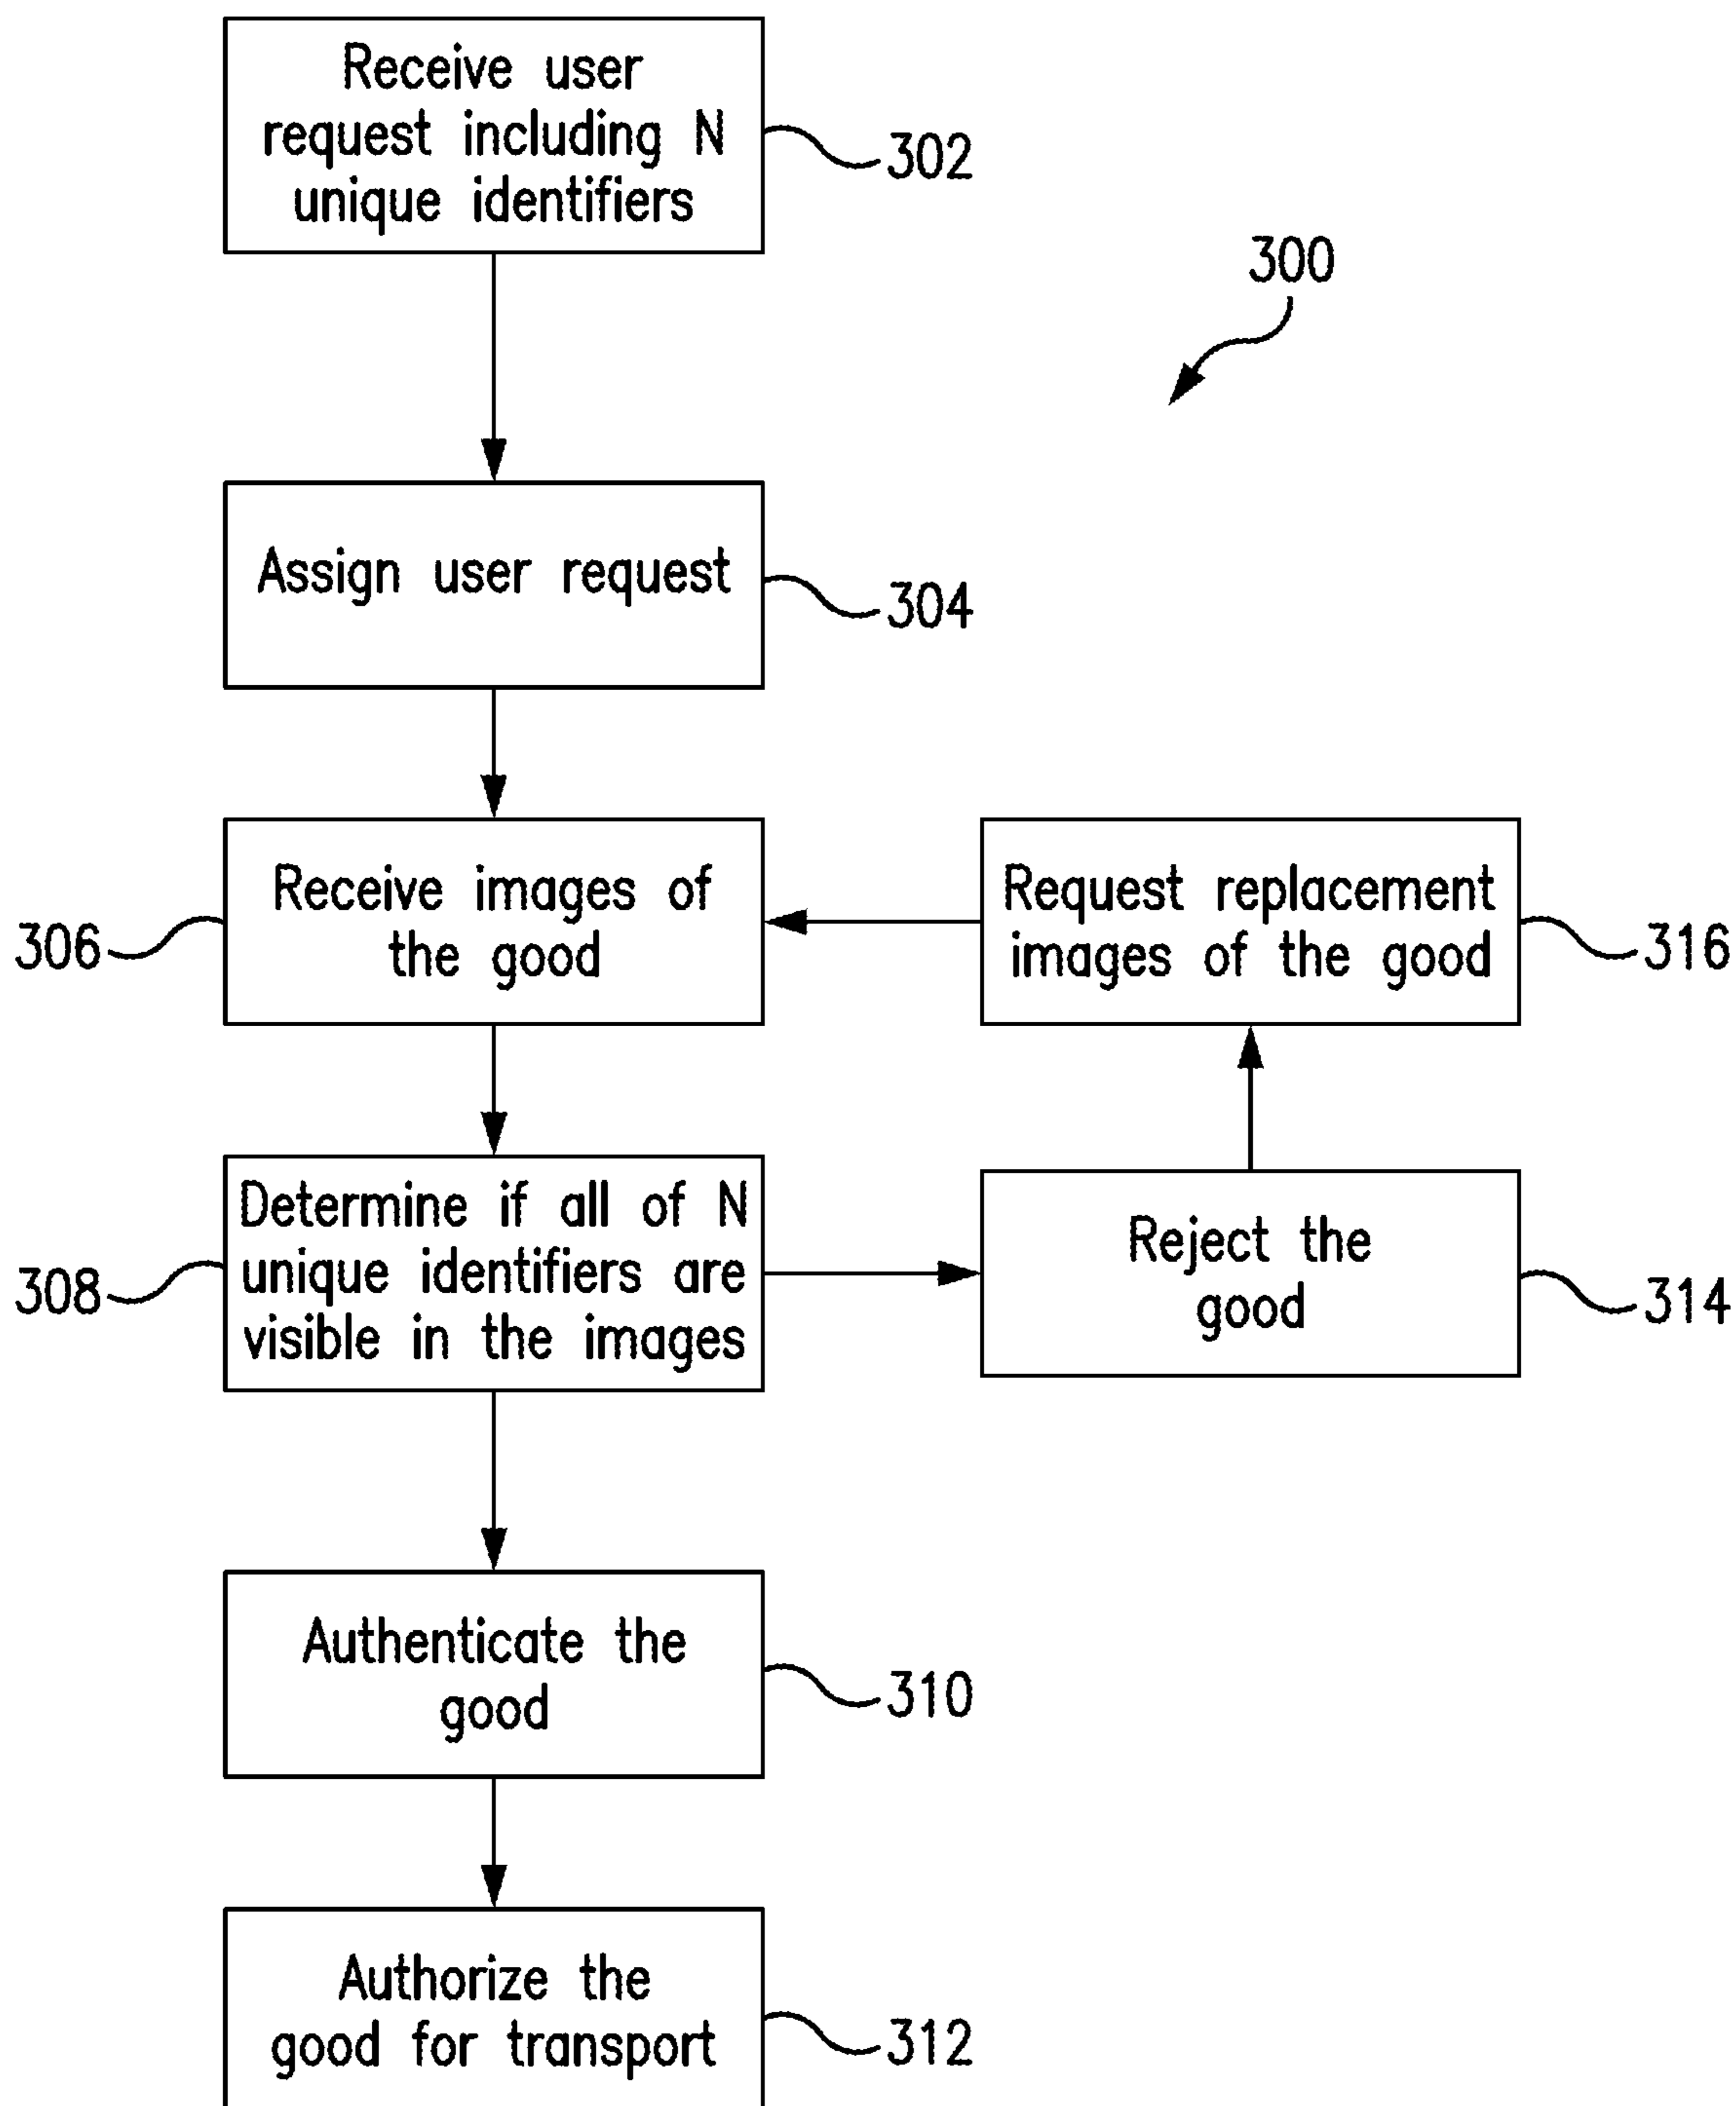 Receive user
request including N
unique identifiers
302
300
Assign user request
304
Receive images of
the good
306
Request replacement
images of the good
316
Determine if all of N
unique identifiers are
visible in the images
308
Reject the
good
314
Authenticate the
good
310
Authorize the
good for transport
312